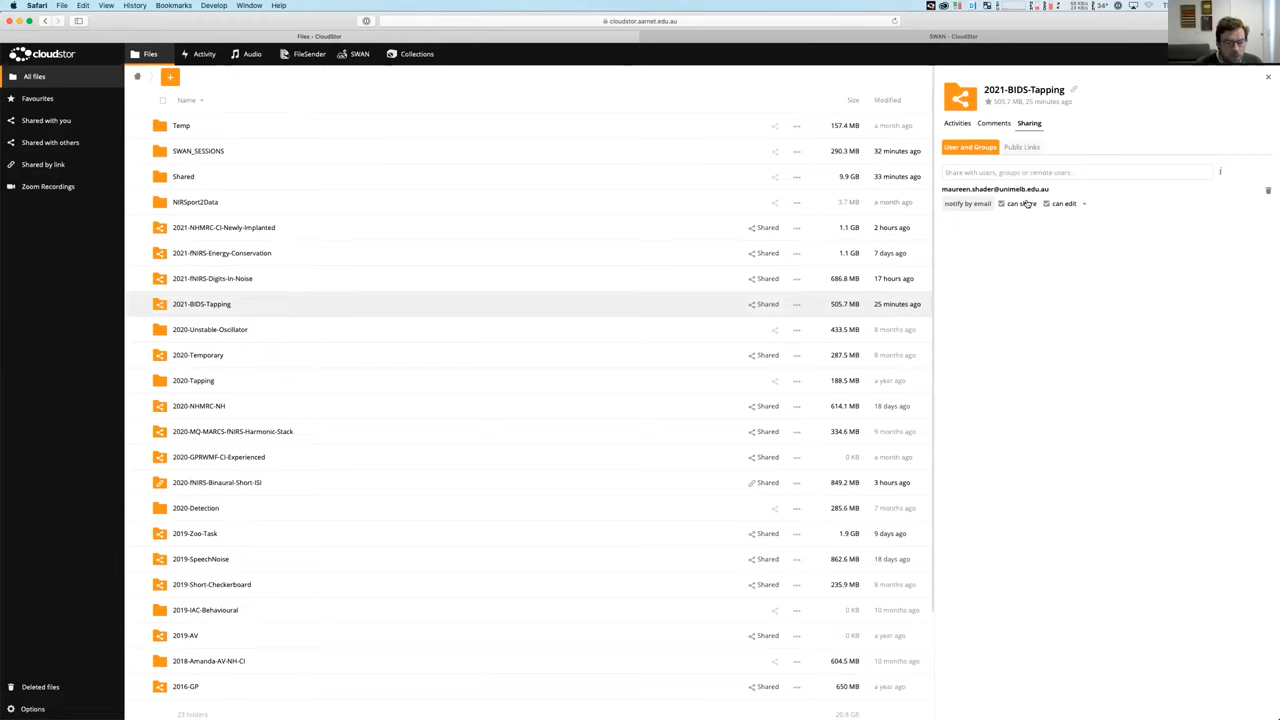 Safari File Edit View History Bookmarks Develop Window Help
cloudstor.aarnet.edu.au
Files - CloudStor SWAN - CloudStor
cloudstor Files Activity Audio FileSender SWAN Collections
All files
Favourites
Shared with you
Shared with others
Shared by link
Zoom Recordings
Deleted files
Options
+
Name Size Modified
Temp 157.4 MB a month ago
SWAN_SESSIONS 290.3 MB 32 minutes ago
Shared 9.9 GB 33 minutes ago
NIRSport2Data 3.7 MB a month ago
2021-NHMRC-CI-Newly-Implanted Shared 1.1 GB 2 hours ago
2021-fNIRS-Energy-Conservation Shared 1.1 GB 7 days ago
2021-fNIRS-Digits-In-Noise Shared 686.8 MB 17 hours ago
2021-BIDS-Tapping Shared 505.7 MB 25 minutes ago
2020-Unstable-Oscillator 433.5 MB 8 months ago
2020-Temporary Shared 287.5 MB 8 months ago
2020-Tapping 188.5 MB a year ago
2020-NHMRC-NH Shared 614.1 MB 18 days ago
2020-MQ-MARCS-fNIRS-Harmonic-Stack Shared 334.6 MB 9 months ago
2020-GPRWMF-CI-Experienced Shared 0 KB a month ago
2020-fNIRS-Binaural-Short-ISI Shared 849.2 MB 3 hours ago
2020-Detection 285.6 MB 7 months ago
2019-Zoo-Task Shared 1.9 GB 9 days ago
2019-SpeechNoise Shared 862.6 MB 18 days ago
2019-Short-Checkerboard Shared 235.9 MB 8 months ago
2019-IAC-Behavioural 0 KB 10 months ago
2019-AV Shared 0 KB a year ago
2018-Amanda-AV-NH-CI 604.5 MB 10 months ago
2016-GP Shared 650 MB a year ago
23 folders 20.8 GB
2021-BIDS-Tapping
505.7 MB, 25 minutes ago
Activities Comments Sharing
User and Groups Public Links
Share with users, groups or remote users...
maureen.shader@unimelb.edu.au
notify by email can share can edit